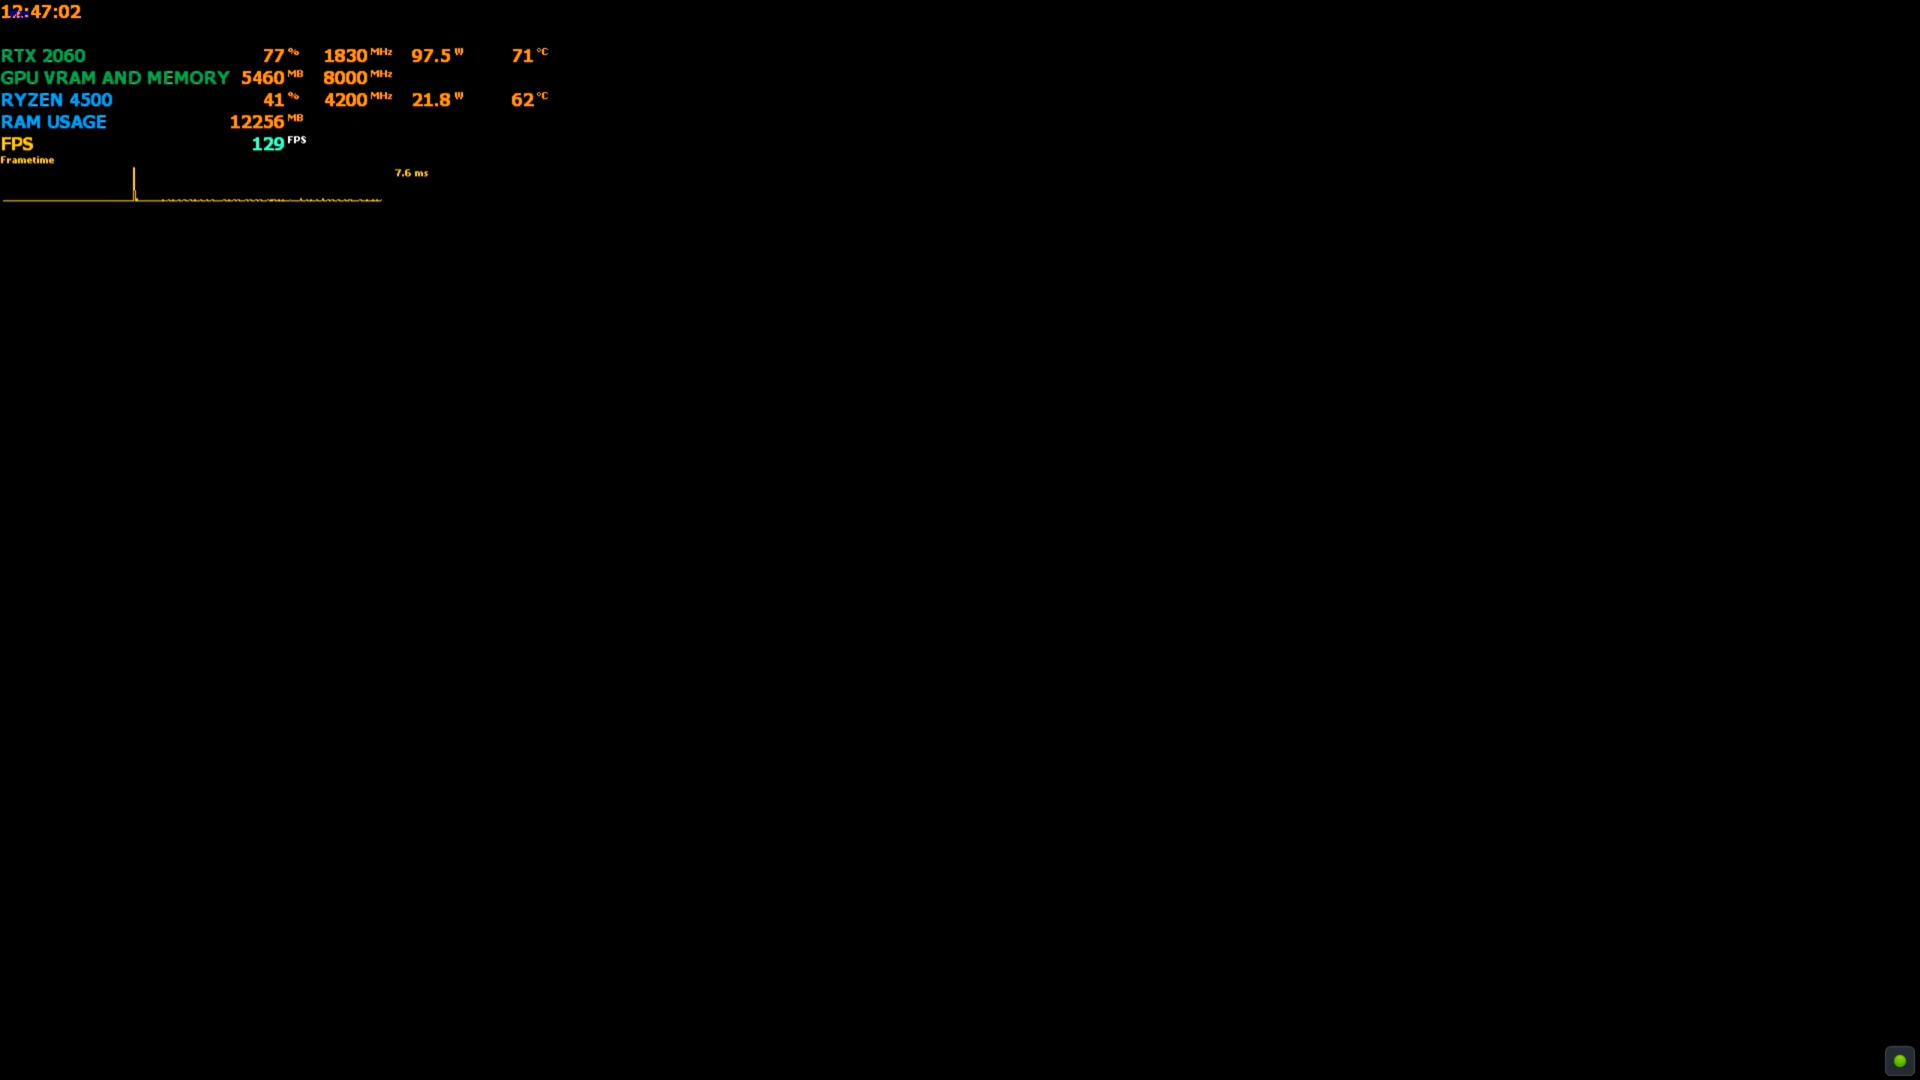 12:47:02
RTX 2060 77 % 1830 MHz 97.5 W 71 °C
GPU VRAM AND MEMORY 5460 MB 8000 MHz
RYZEN 4500 41 % 4200 MHz 21.8 W 62 °C
RAM USAGE 12256 MB
FPS 129 FPS
Frametime
7.6 ms